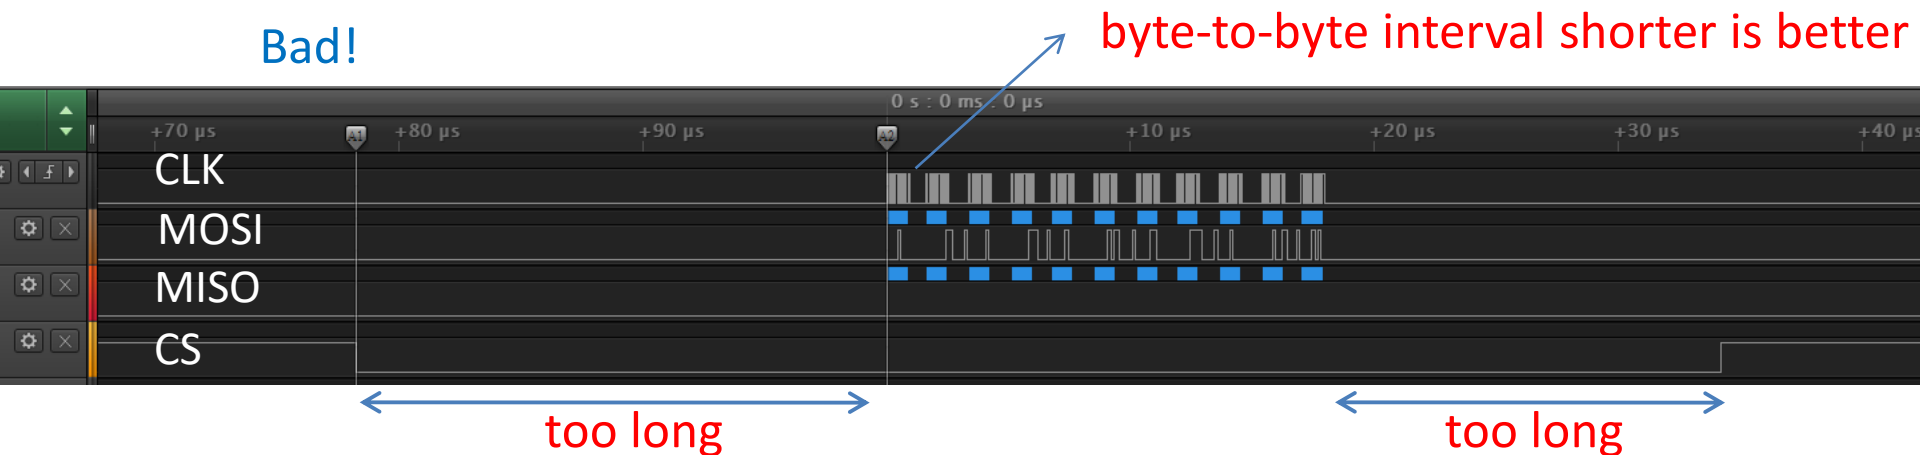 Bad!
byte-to-byte interval shorter is better
0 s : 0 ms : 0 µs
+70 µs
A1
+80 µs
+90 µs
A2
+10 µs
+20 µs
+30 µs
+40 µs
CLK
MOSI
MISO
CS
too long
too long